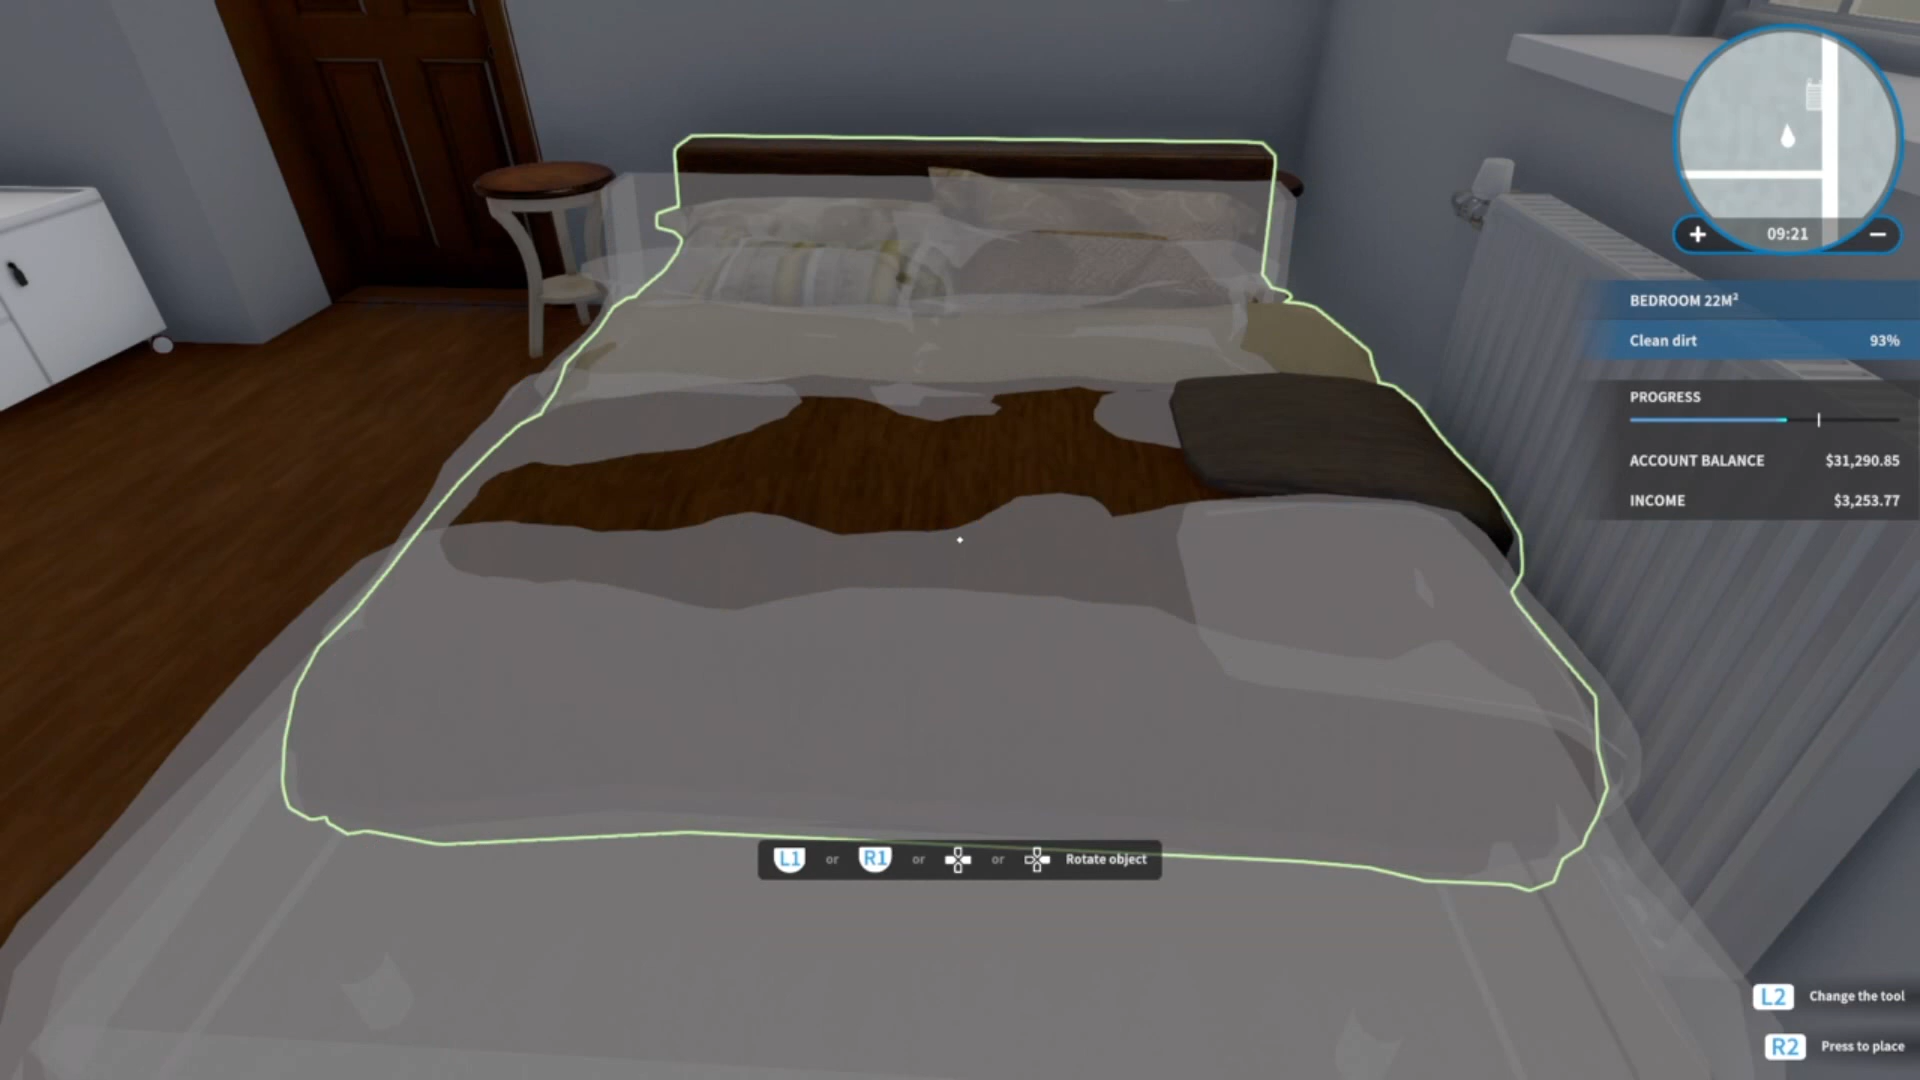 + 09:21 −
BEDROOM 22M²
Clean dirt 93%
PROGRESS
ACCOUNT BALANCE $31,290.85
INCOME $3,253.77
L1 or R1 or or Rotate object
L2 Change the tool
R2 Press to place